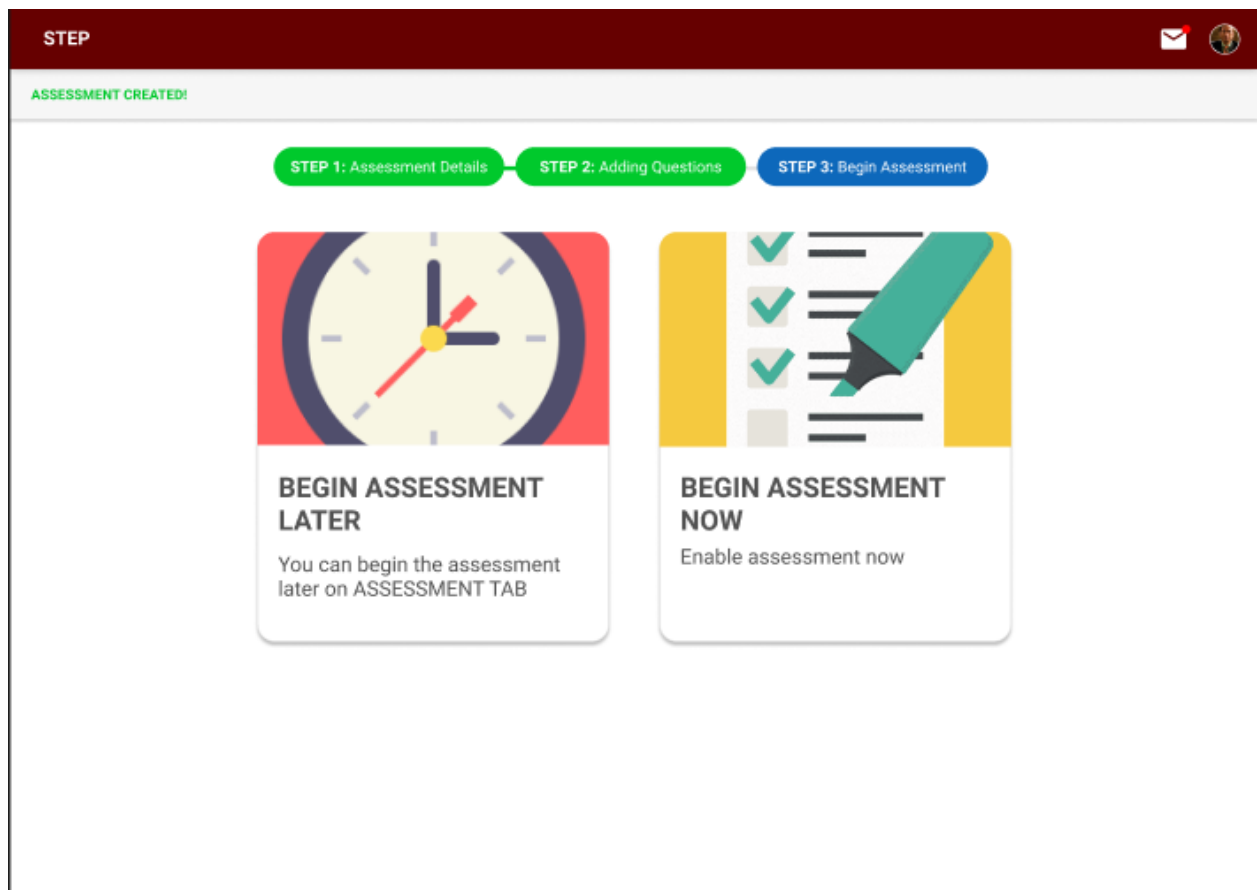 STEP
ASSESSMENT CREATED!
STEP 1: Assessment Details
STEP 2: Adding Questions
STEP 3: Begin Assessment
BEGIN ASSESSMENT
LATER
You can begin the assessment
later on ASSESSMENT TAB
BEGIN ASSESSMENT
NOW
Enable assessment now